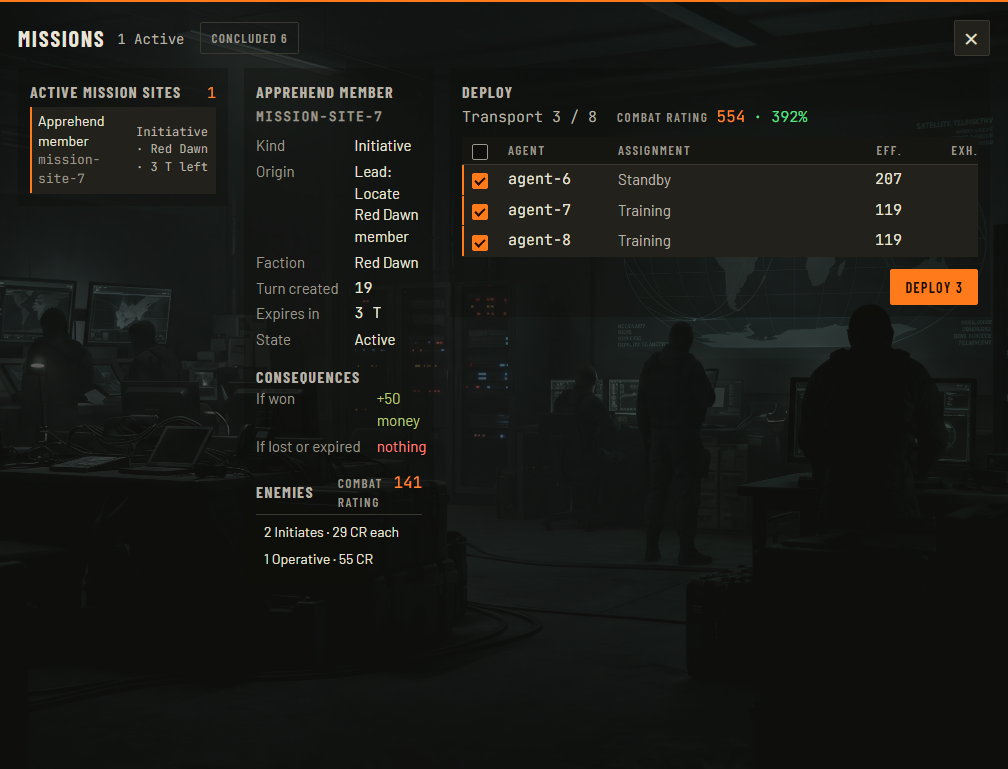 MISSIONS 1 Active CONCLUDED 6
ACTIVE MISSION SITES 1
Apprehend
member
mission-
site-7
Initiative
· Red Dawn
· 3 T left
APPREHEND MEMBER
MISSION-SITE-7
Kind Initiative
Origin Lead:
Locate
Red Dawn
member
Faction Red Dawn
Turn created 19
Expires in 3 T
State Active
CONSEQUENCES
If won +50
money
If lost or expired nothing
ENEMIES COMBAT 141
RATING
2 Initiates · 29 CR each
1 Operative · 55 CR
DEPLOY
Transport 3 / 8 COMBAT RATING 554 · 392%
AGENT ASSIGNMENT EFF. EXH.
agent-6 Standby 207
agent-7 Training 119
agent-8 Training 119
DEPLOY 3
SATELLITE TELEMETRY